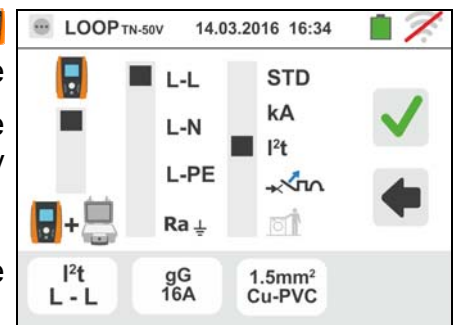 LOOP TN-50V 14.03.2016 16:34
L-L
L-N
L-PE
Ra
STD
kA
I²t
+
I²t
L - L
gG
16A
1.5mm²
Cu-PVC
e
e
y
e